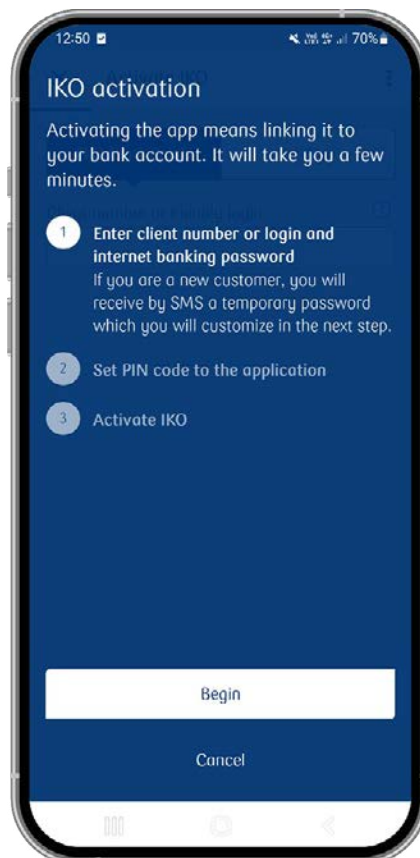 12:50
70%
IKO activation
Activating the app means linking it to
your bank account. It will take you a few
minutes.
1 Enter client number or login and
internet banking password
If you are a new customer, you will
receive by SMS a temporary password
which you will customize in the next step.
2 Set PIN code to the application
3 Activate IKO
Begin
Cancel